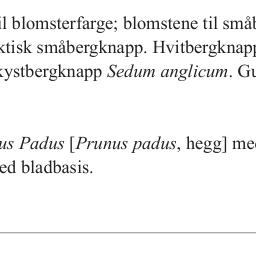 il blomsterfarge; blomstene til småb
ktisk småbergknapp. Hvitbergknapp
kystbergknapp Sedum anglicum. Gu
us Padus [Prunus padus, hegg] me
ed bladbasis.